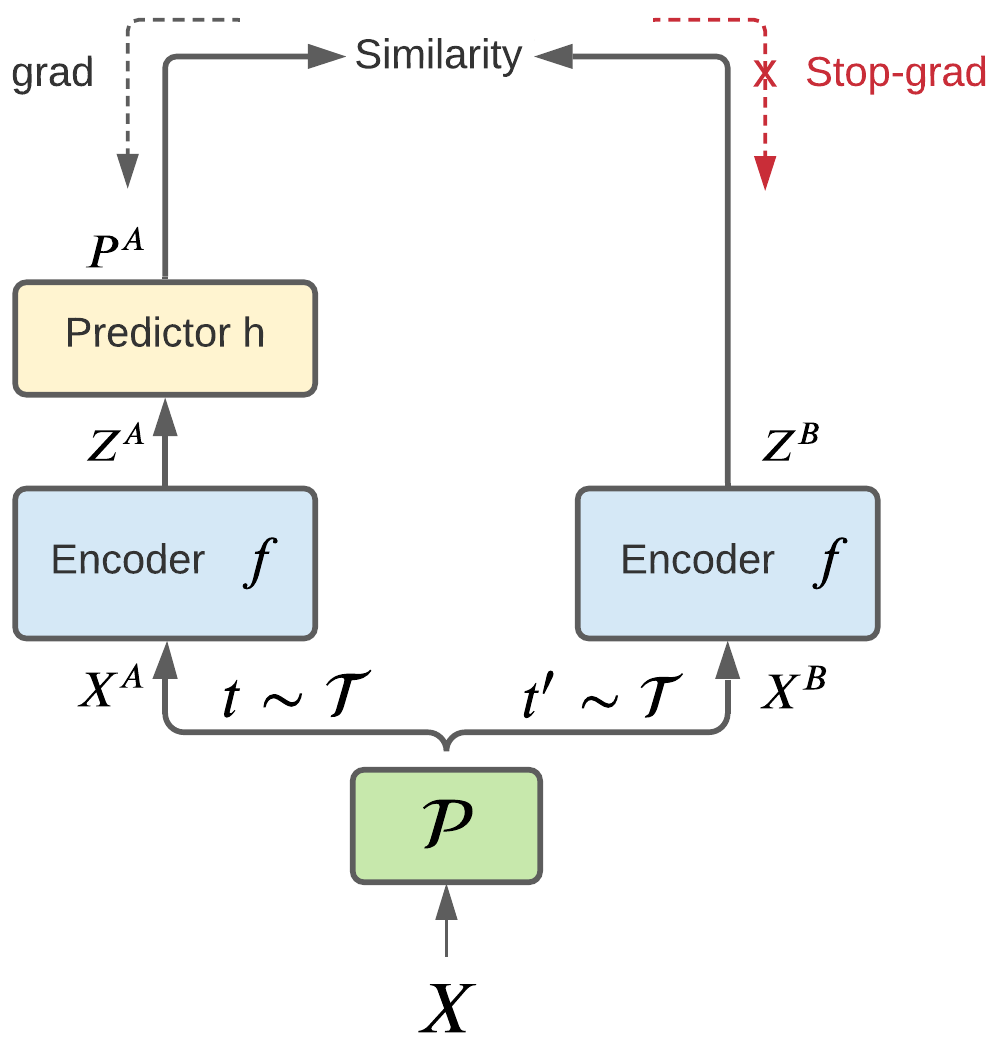 Similarity
grad
x Stop-grad
P^A
Predictor h
Z^A
Z^B
Encoder f
Encoder f
X^A
t ~ 𝒯
t′ ~ 𝒯
X^B
𝒫
X